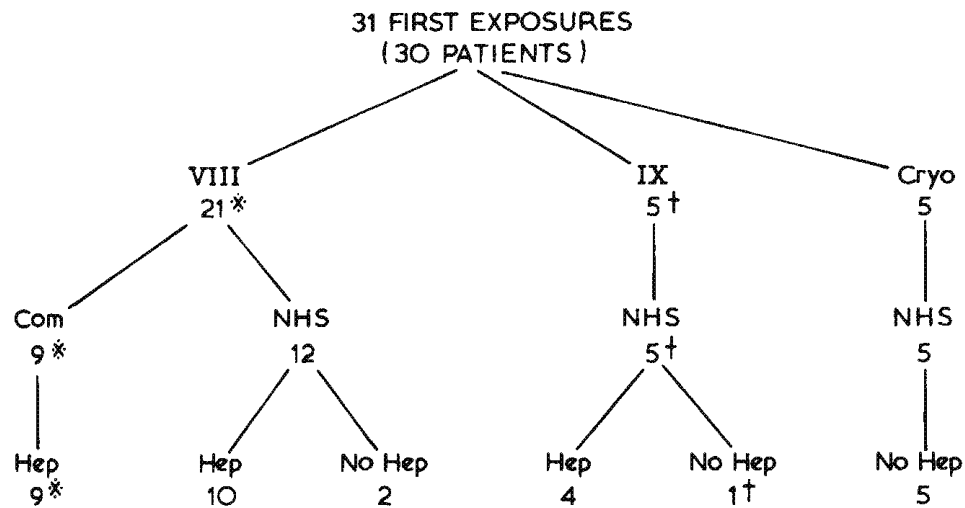 31 FIRST EXPOSURES
(30 PATIENTS)
VIII IX Cryo
21* 5† 5
Com NHS NHS NHS
9* 12 5† 5
Hep Hep No Hep Hep No Hep No Hep
9* 10 2 4 1† 5